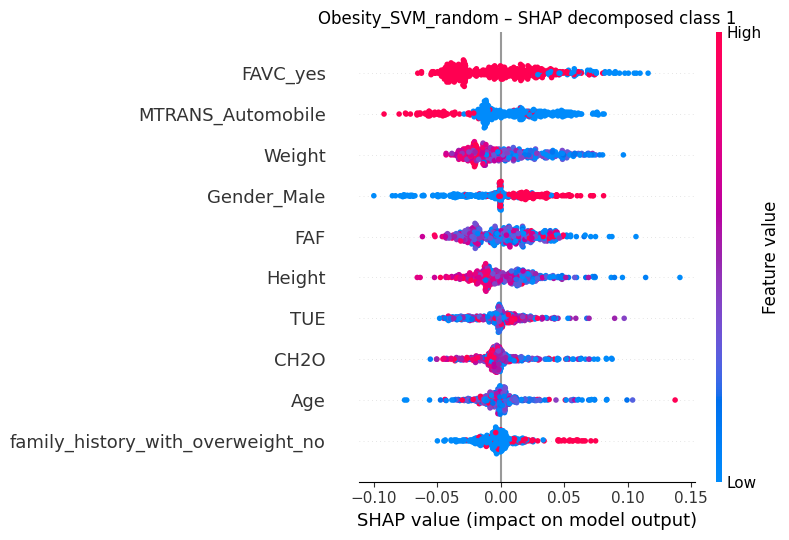 Obesity_SVM_random – SHAP decomposed class 1
High
FAVC_yes
MTRANS_Automobile
Weight
Gender_Male
FAF
Height
TUE
CH2O
Age
family_history_with_overweight_no
Feature value
Low
−0.10 −0.05 0.00 0.05 0.10 0.15
SHAP value (impact on model output)